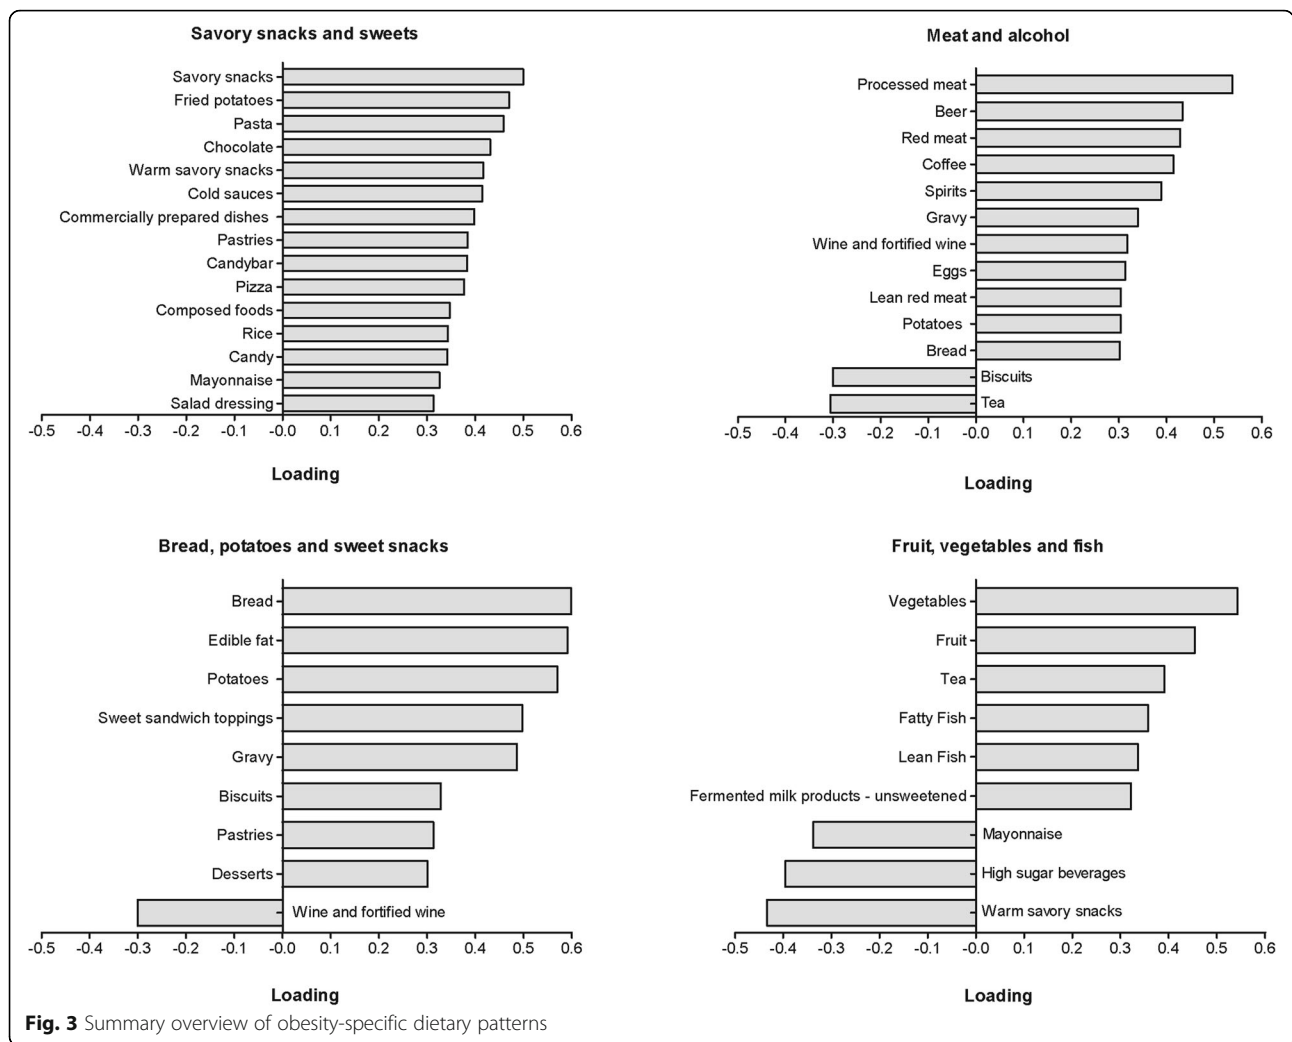 Savory snacks and sweets
Savory snacks
Fried potatoes
Pasta
Chocolate
Warm savory snacks
Cold sauces
Commercially prepared dishes
Pastries
Candybar
Pizza
Composed foods
Rice
Candy
Mayonnaise
Salad dressing
-0.5 -0.3 -0.2 -0.1 -0.0 0.1 0.2 0.3 0.4 0.5 0.6
Loading
Meat and alcohol
Processed meat
Beer
Red meat
Coffee
Spirits
Gravy
Wine and fortified wine
Eggs
Lean red meat
Potatoes
Bread
Biscuits
Tea
-0.5 -0.4 -0.3 -0.2 -0.1 -0.0 0.1 0.2 0.3 0.4 0.5 0.6
Loading
Bread, potatoes and sweet snacks
Bread
Edible fat
Potatoes
Sweet sandwich toppings
Gravy
Biscuits
Pastries
Desserts
Wine and fortified wine
-0.5 -0.3 -0.2 -0.1 -0.0 0.1 0.2 0.3 0.4 0.5 0.6
Loading
Fruit, vegetables and fish
Vegetables
Fruit
Tea
Fatty Fish
Lean Fish
Fermented milk products - unsweetened
Mayonnaise
High sugar beverages
Warm savory snacks
-0.5 -0.4 -0.3 -0.2 -0.1 -0.0 0.1 0.2 0.3 0.4 0.5 0.6
Loading
Fig. 3 Summary overview of obesity-specific dietary patterns